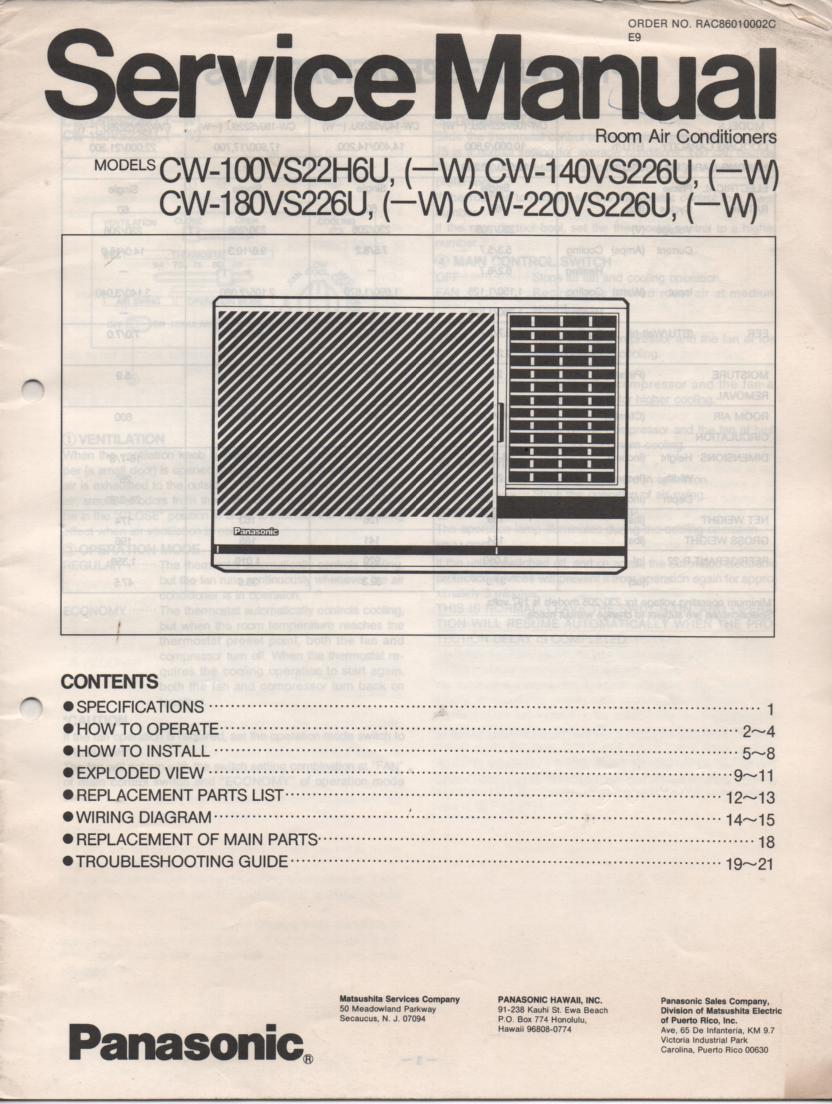 ORDER NO. RAC86010002C
E9
Service Manual
Room Air Conditioners
MODELS CW-100VS22H6U, (—W) CW-140VS226U, (—W)
CW-180VS226U, (—W) CW-220VS226U, (—W)
Panasonic
CONTENTS
● SPECIFICATIONS ···· 1
● HOW TO OPERATE ···· 2~4
● HOW TO INSTALL ···· 5~8
● EXPLODED VIEW ···· 9~11
● REPLACEMENT PARTS LIST ···· 12~13
● WIRING DIAGRAM ···· 14~15
● REPLACEMENT OF MAIN PARTS ···· 18
● TROUBLESHOOTING GUIDE ···· 19~21
Panasonic®
Matsushita Services Company
50 Meadowland Parkway
Secaucus, N. J. 07094
PANASONIC HAWAII, INC.
91-238 Kauhi St. Ewa Beach
P.O. Box 774 Honolulu,
Hawaii 96808-0774
Panasonic Sales Company,
Division of Matsushita Electric
of Puerto Rico, Inc.
Ave, 65 De Infanteria, KM 9.7
Victoria Industrial Park
Carolina, Puerto Rico 00630